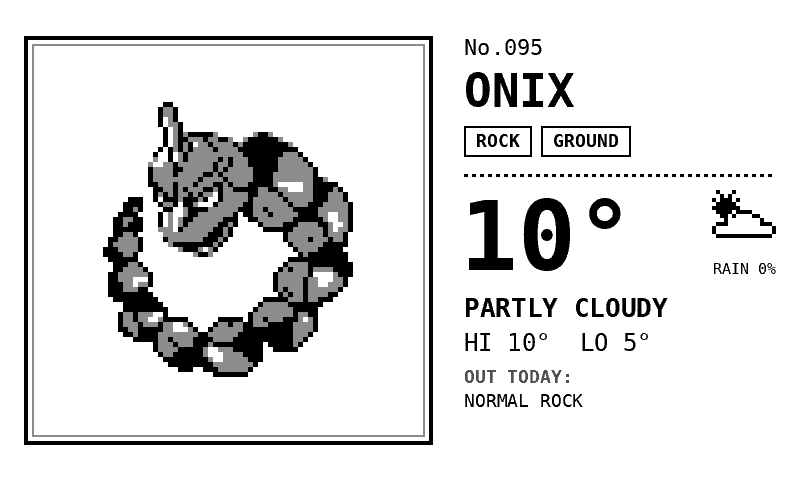 No.095
ONIX
ROCK GROUND
10°
RAIN 0%
PARTLY CLOUDY
HI 10° LO 5°
OUT TODAY:
NORMAL ROCK